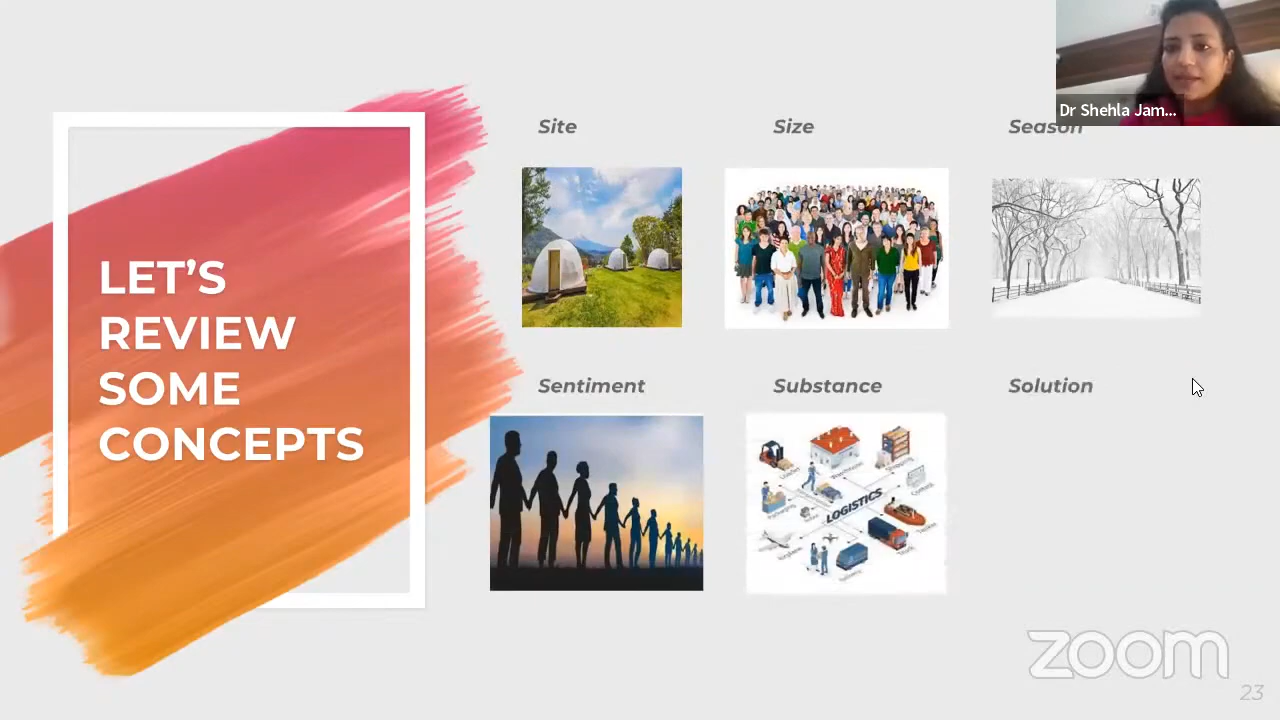 Dr Shehla Jam...
Site
Size
Season
LET'S
REVIEW
SOME
CONCEPTS
Sentiment
Substance
Solution
LOGISTICS
zoom
23